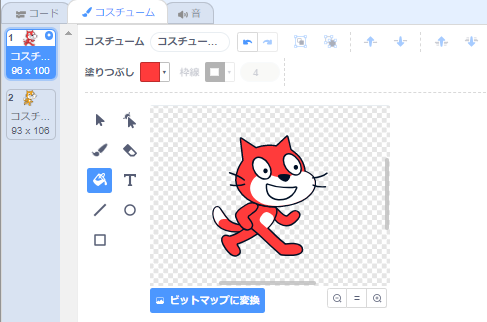 コード
コスチューム
音
1
コスチ...
96 x 100
2
コスチ...
93 x 106
コスチューム
コスチュー...
塗りつぶし
枠線
4
T
ビットマップに変換